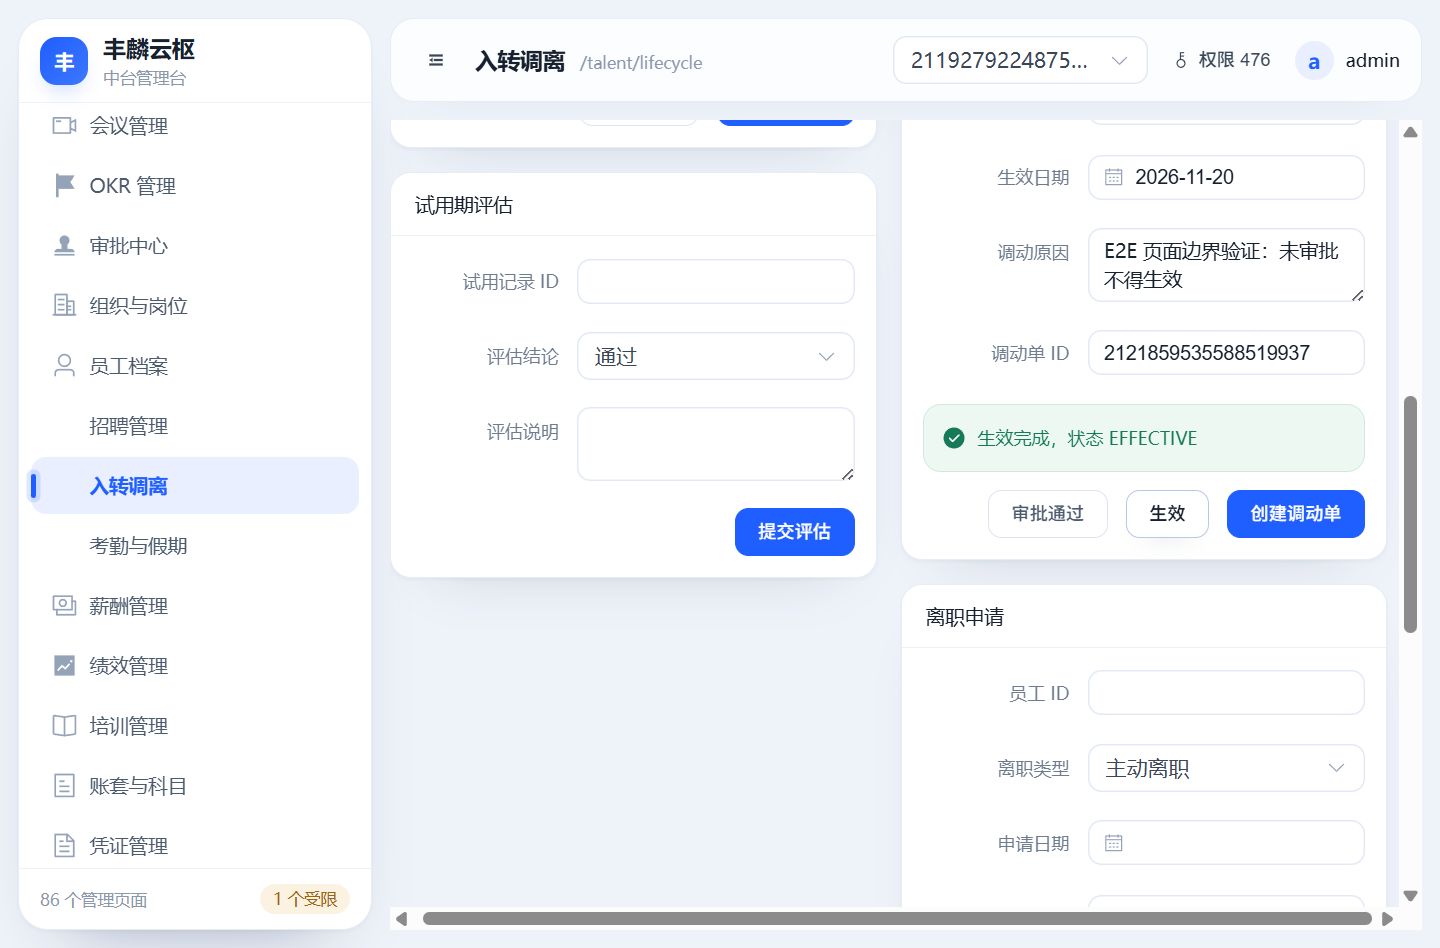 丰
丰麟云枢
中台管理台
会议管理
OKR 管理
审批中心
组织与岗位
员工档案
招聘管理
入转调离
考勤与假期
薪酬管理
绩效管理
培训管理
账套与科目
凭证管理
86 个管理页面
1 个受限
入转调离
/talent/lifecycle
2119279224875...
权限 476
a
admin
试用期评估
试用记录 ID
评估结论
通过
评估说明
提交评估
生效日期
2026-11-20
调动原因
E2E 页面边界验证：未审批
不得生效
调动单 ID
2121859535588519937
生效完成，状态 EFFECTIVE
审批通过
生效
创建调动单
离职申请
员工 ID
离职类型
主动离职
申请日期